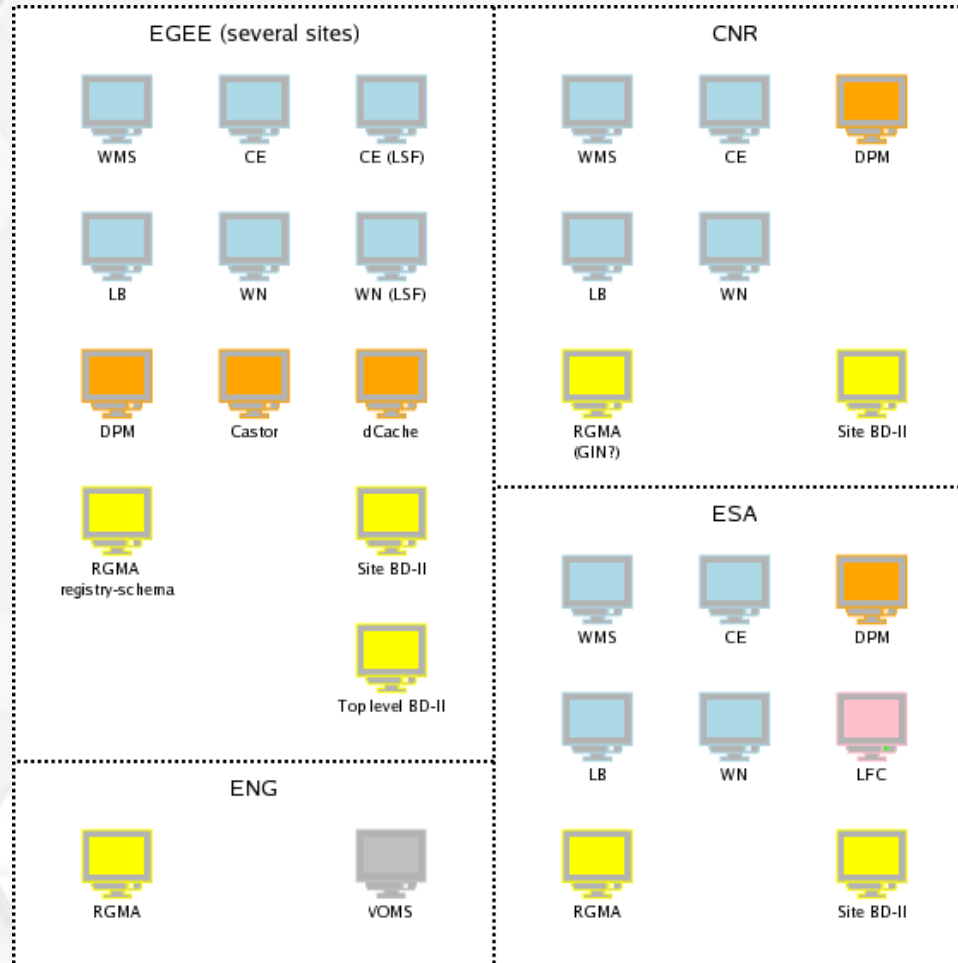 EGEE (several sites)
WMS
CE
CE (LSF)
LB
WN
WN (LSF)
DPM
Castor
dCache
RGMA
registry-schema
Site BD-II
Top level BD-II
CNR
WMS
CE
DPM
LB
WN
RGMA
(GIN?)
Site BD-II
ENG
RGMA
VOMS
ESA
WMS
CE
DPM
LB
WN
LFC
RGMA
Site BD-II